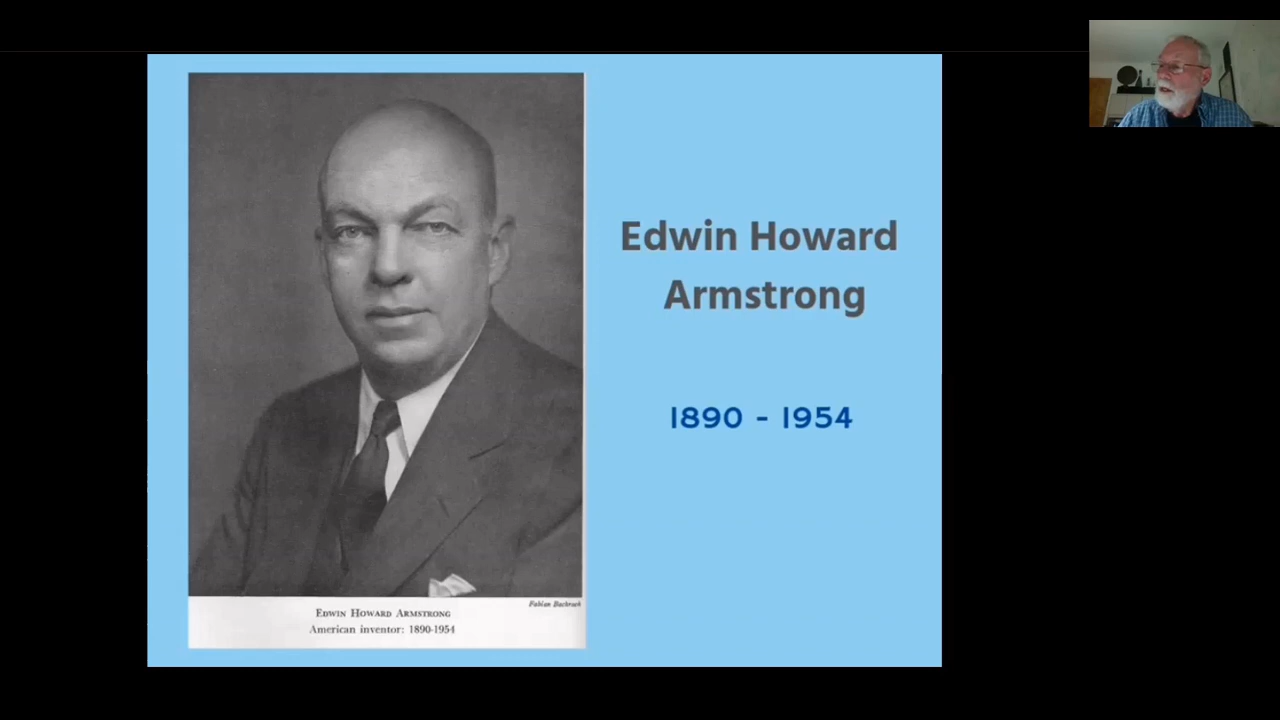 Edwin Howard
Armstrong
1890 - 1954
Fabian Bachrach
EDWIN HOWARD ARMSTRONG
American inventor: 1890-1954